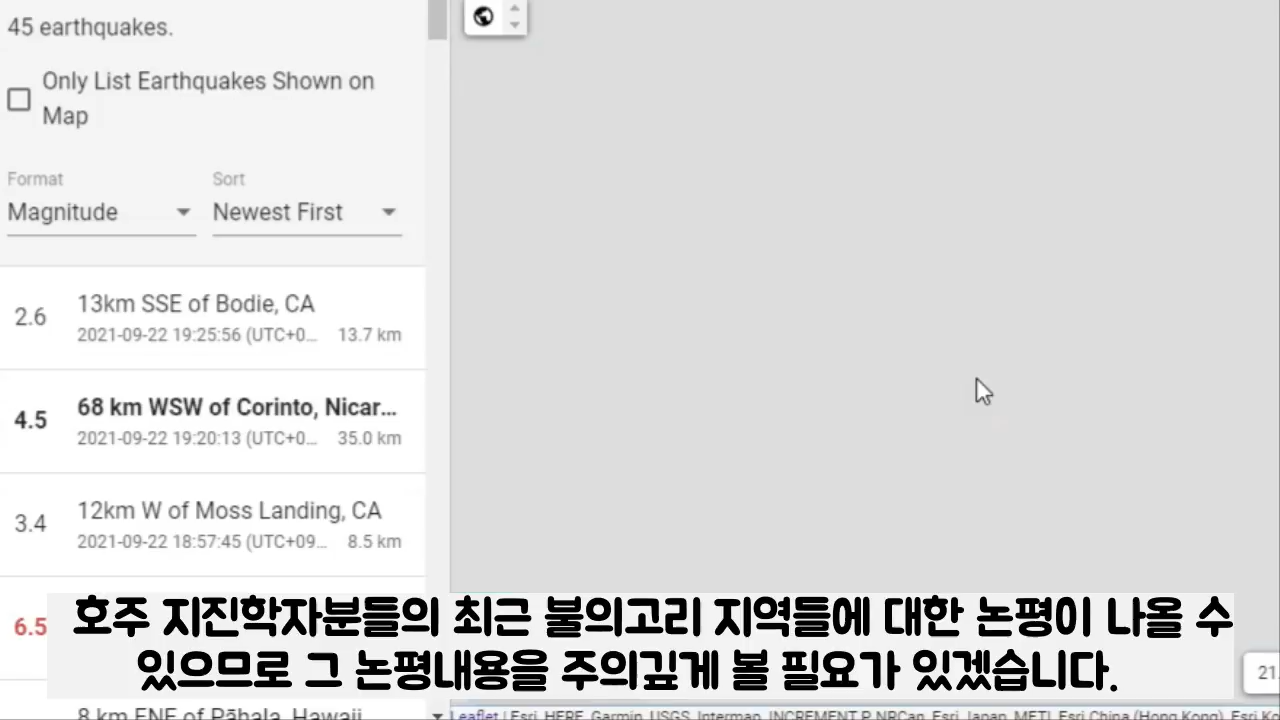 45 earthquakes.
Only List Earthquakes Shown on
Map
Format
Sort
Magnitude
Newest First
2.6
13km SSE of Bodie, CA
2021-09-22 19:25:56 (UTC+0...
13.7 km
4.5
68 km WSW of Corinto, Nicar...
2021-09-22 19:20:13 (UTC+0...
35.0 km
3.4
12km W of Moss Landing, CA
2021-09-22 18:57:45 (UTC+09...
8.5 km
6.5
호주 지진학자분들의 최근 불의고리 지역들에 대한 논평이 나올 수
있으므로 그 논평내용을 주의깊게 볼 필요가 있겠습니다.
21.
8 km ENE of Pāhala, Hawaii
Leaflet | Esri, HERE, Garmin, USGS, Intermap, INCREMENT P, NRCan, Esri Japan, METI, Esri China (Hong Kong), Esri Ko